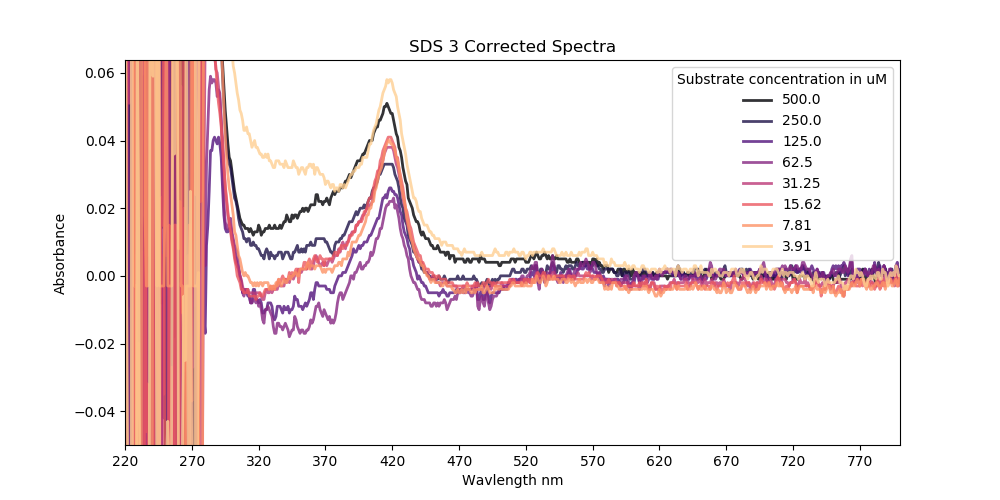 SDS 3 Corrected Spectra
Absorbance
0.06
0.04
0.02
0.00
−0.02
−0.04
Substrate concentration in uM
500.0
250.0
125.0
62.5
31.25
15.62
7.81
3.91
220 270 320 370 420 470 520 570 620 670 720 770
Wavlength nm